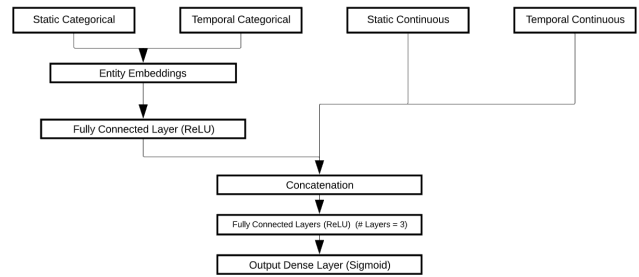 Static Categorical
Temporal Categorical
Static Continuous
Temporal Continuous
Entity Embeddings
Fully Connected Layer (ReLU)
Concatenation
Fully Connected Layers (ReLU) (# Layers = 3)
Output Dense Layer (Sigmoid)